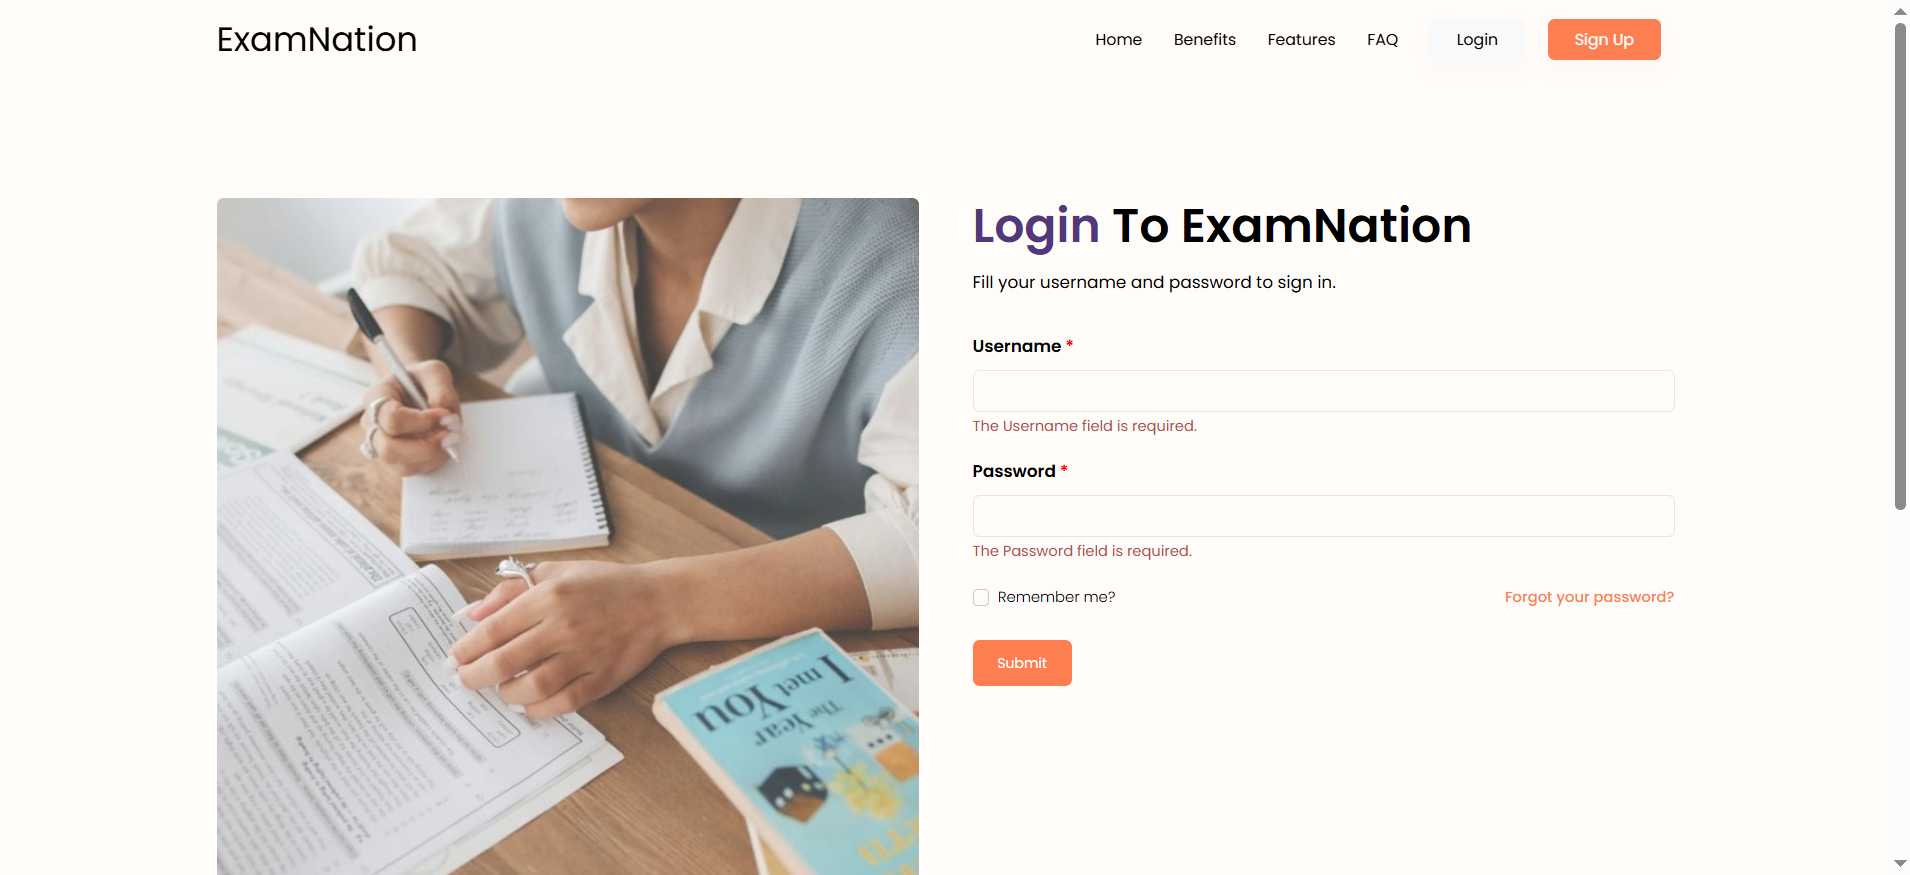 ExamNation
Home Benefits Features FAQ Login Sign Up
Login To ExamNation
Fill your username and password to sign in.
Username *
The Username field is required.
Password *
The Password field is required.
Remember me? Forgot your password?
Submit
I met You
The Year